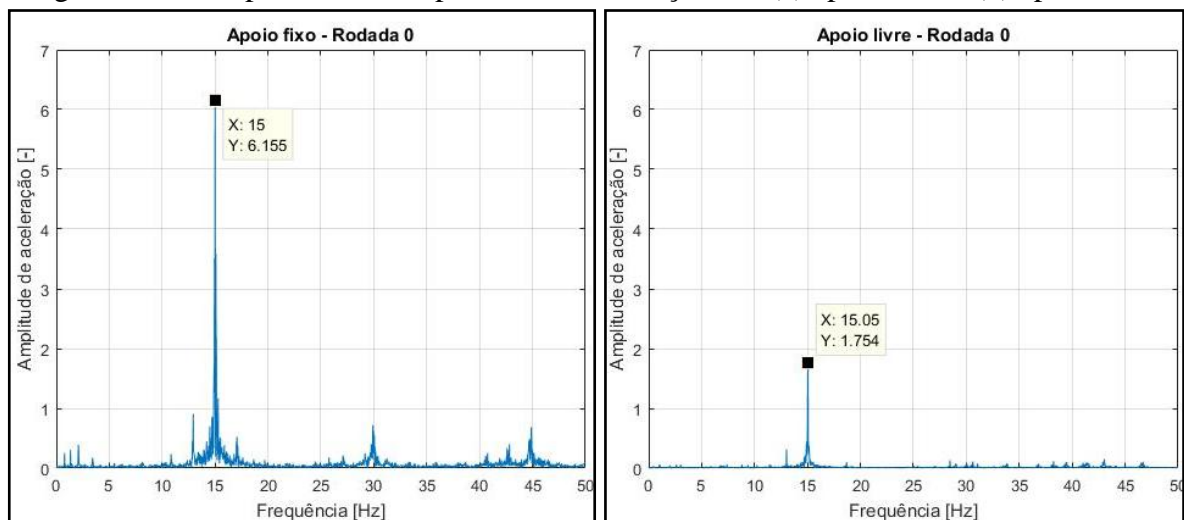 Apoio fixo - Rodada 0
7
6
5
4
3
2
1
0
Amplitude de aceleração [-]
X: 15
Y: 6.155
0 5 10 15 20 25 30 35 40 45 50
Frequência [Hz]
Apoio livre - Rodada 0
7
6
5
4
3
2
1
0
Amplitude de aceleração [-]
X: 15.05
Y: 1.754
0 5 10 15 20 25 30 35 40 45 50
Frequência [Hz]